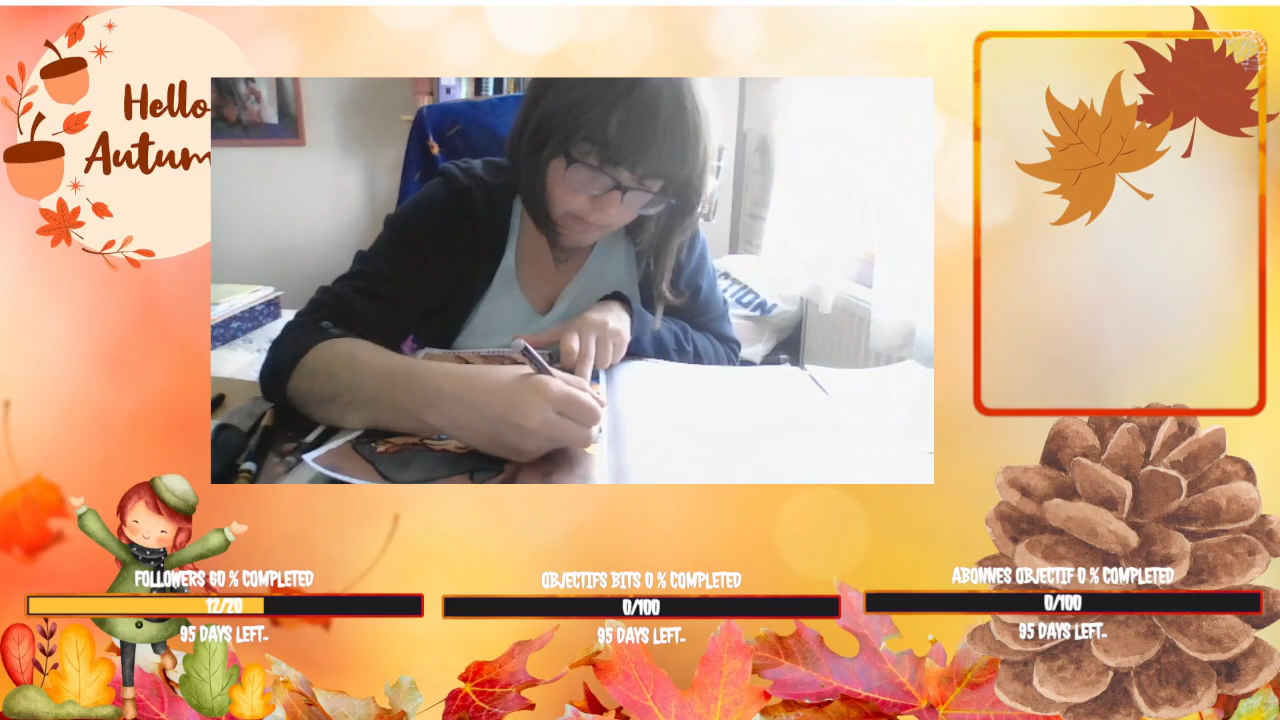 Hello
Autum
CTION
FOLLOWERS 60 % COMPLETED
12/20
95 DAYS LEFT..
OBJECTIFS BITS 0 % COMPLETED
0/100
95 DAYS LEFT..
ABONNES OBJECTIF 0 % COMPLETED
0/100
95 DAYS LEFT..